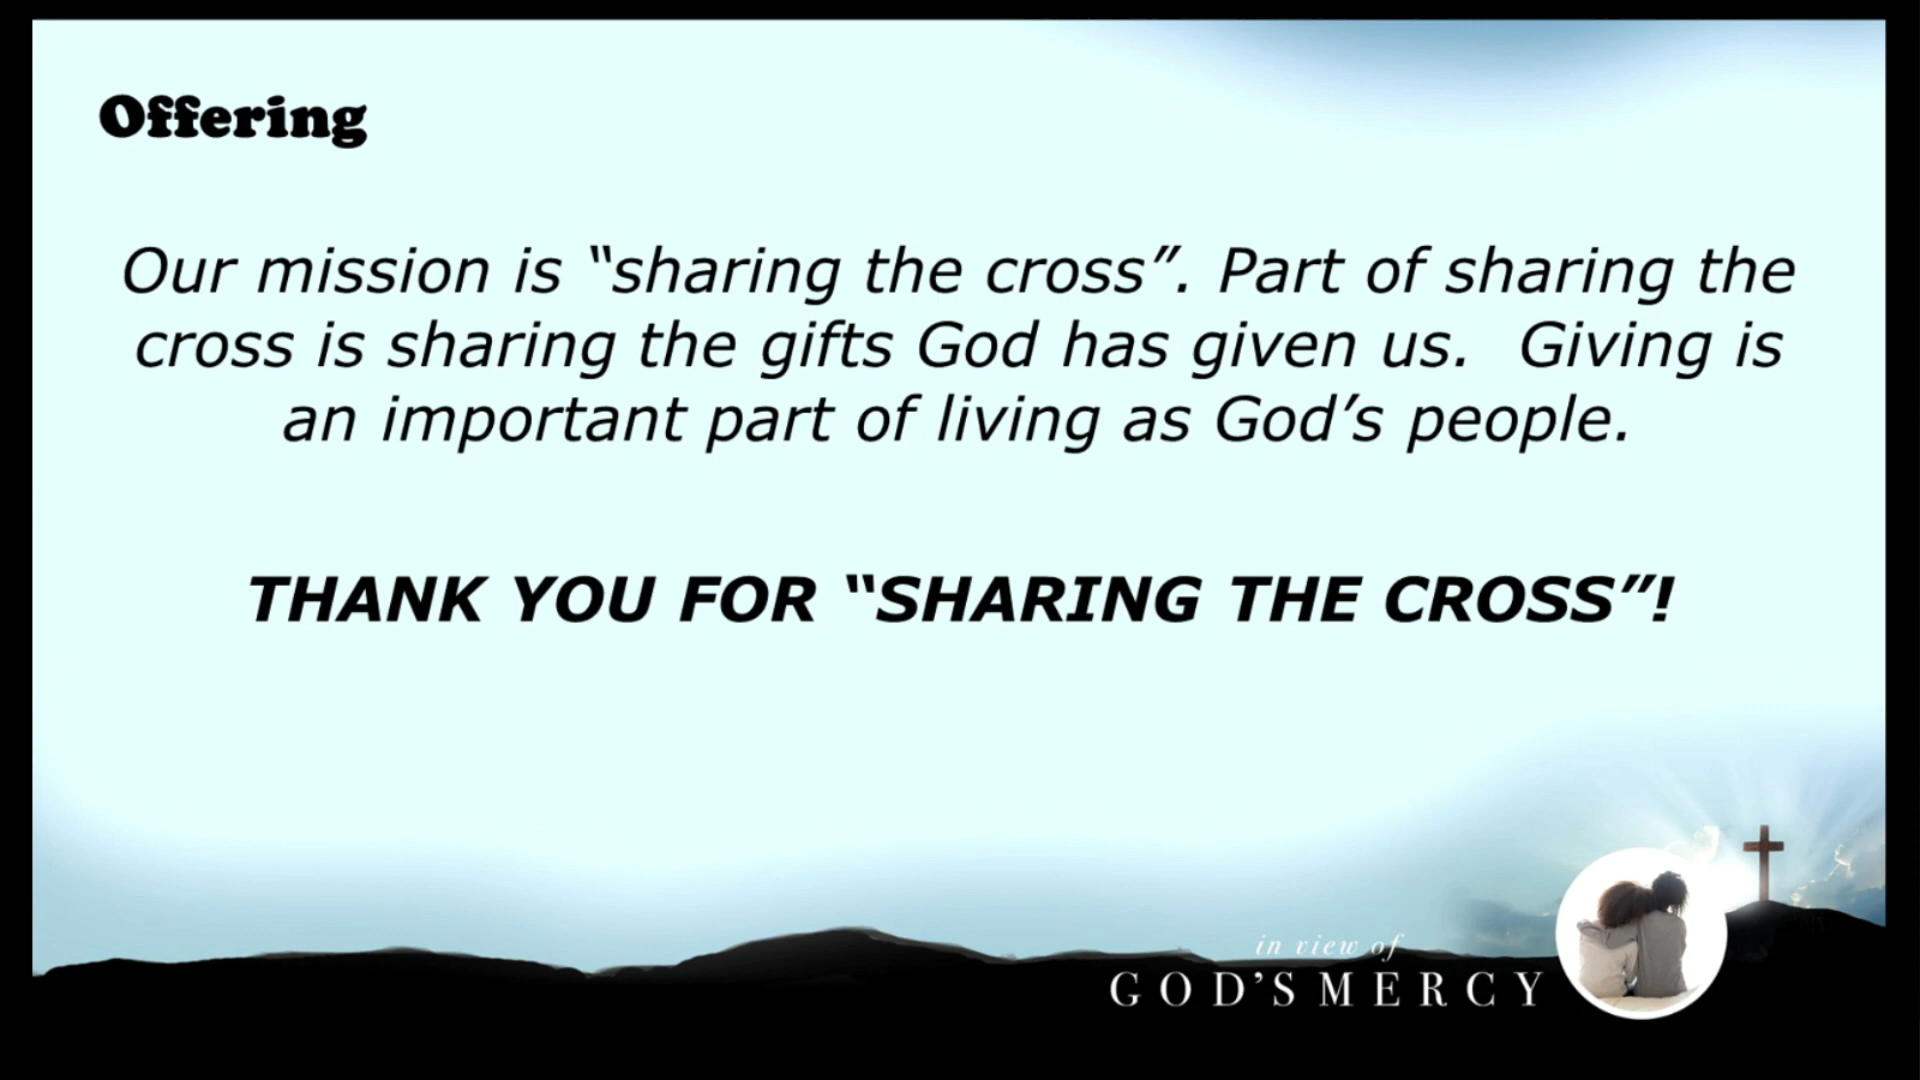 Offering
Our mission is “sharing the cross”. Part of sharing the
cross is sharing the gifts God has given us.  Giving is
an important part of living as God’s people.
THANK YOU FOR “SHARING THE CROSS”!
in view of
GOD’S MERCY